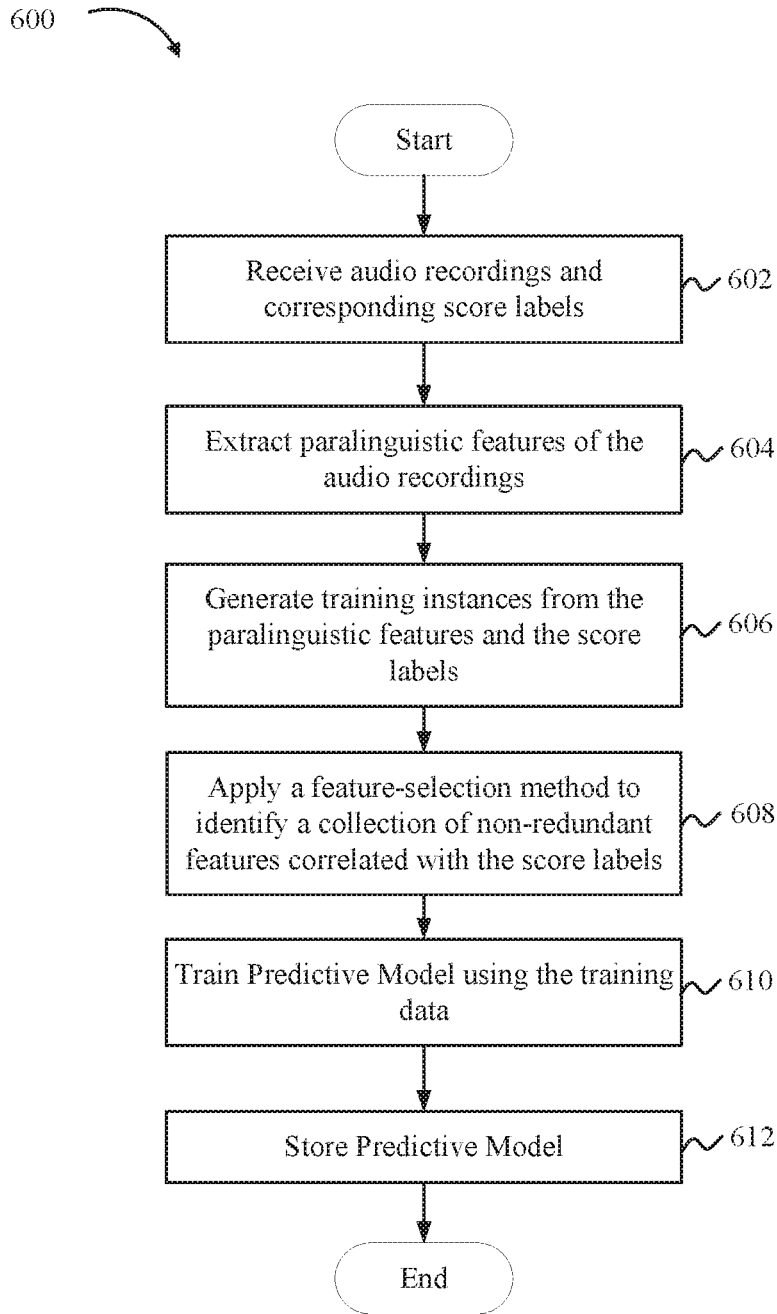 600
Start
Receive audio recordings and
corresponding score labels
602
Extract paralinguistic features of the
audio recordings
604
Generate training instances from the
paralinguistic features and the score
labels
606
Apply a feature-selection method to
identify a collection of non-redundant
features correlated with the score labels
608
Train Predictive Model using the training
data
610
Store Predictive Model
612
End